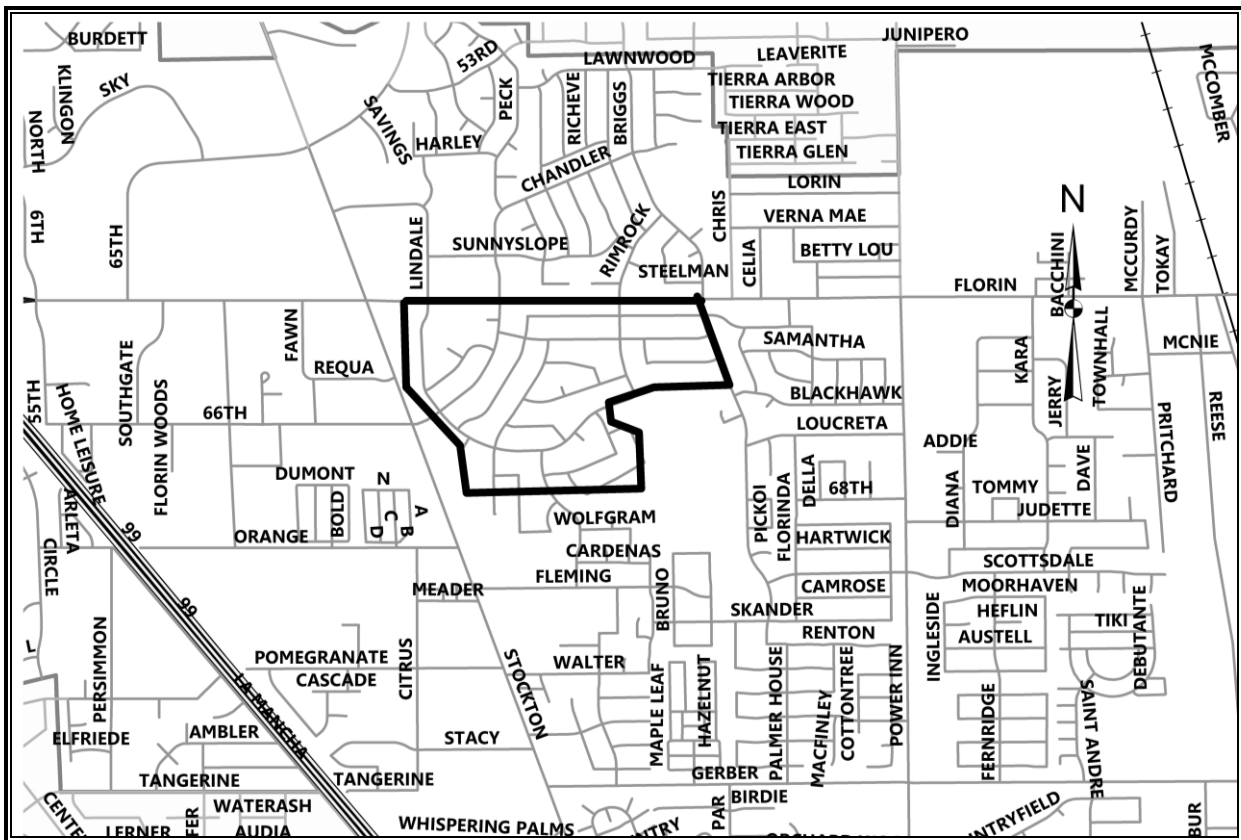 BURDETT
JUNIPERO
53RD
LAWNWOOD
LEAVERITE
MCCOMBER
KLINGON
SKY
PECK
RICHEVE
BRIGGS
TIERRA ARBOR
TIERRA WOOD
SAVINGS
NORTH
HARLEY
TIERRA EAST
TIERRA GLEN
CHANDLER
LORIN
N
6TH
65TH
LINDALE
SUNNYSLOPE
RIMROCK
CHRIS
VERNA MAE
BETTY LOU
CELIA
STEELMAN
BACCHINI
MCCURDY
TOKAY
FLORIN
FAWN
SAMANTHA
KARA
TOWNHALL
MCNIE
REQUA
55TH
HOME LEISURE
SOUTHGATE
FLORIN WOODS
66TH
BLACKHAWK
JERRY
REESE
LOUCRETA
ADDIE
PRITCHARD
DUMONT
N
DELLA
68TH
DIANA
TOMMY
DAVE
ARLETA
BOLD
D
C
B
A
WOLFGRAM
PICKOI
FLORINDA
JUDETTE
99
ORANGE
HARTWICK
CIRCLE
CARDENAS
SCOTTSDALE
FLEMING
MEADER
CAMROSE
MOORHAVEN
99
BRUNO
SKANDER
INGLESIDE
HEFLIN
TIKI
DEBUTANTE
L
PERSIMMON
RENTON
AUSTELL
POMEGRANATE
CASCADE
CITRUS
STOCKTON
WALTER
MAPLE LEAF
HAZELNUT
PALMER HOUSE
MACFINLEY
COTTONTREE
POWER INN
FERNRIDGE
SAINT ANDRE
LA MANCHA
ELFRIEDE
AMBLER
STACY
TANGERINE
TANGERINE
GERBER
WATERASH
PAR
BIRDIE
LERNER
FER
AUDIA
WHISPERING PALMS
NTRY
NTRYFIELD
BUR